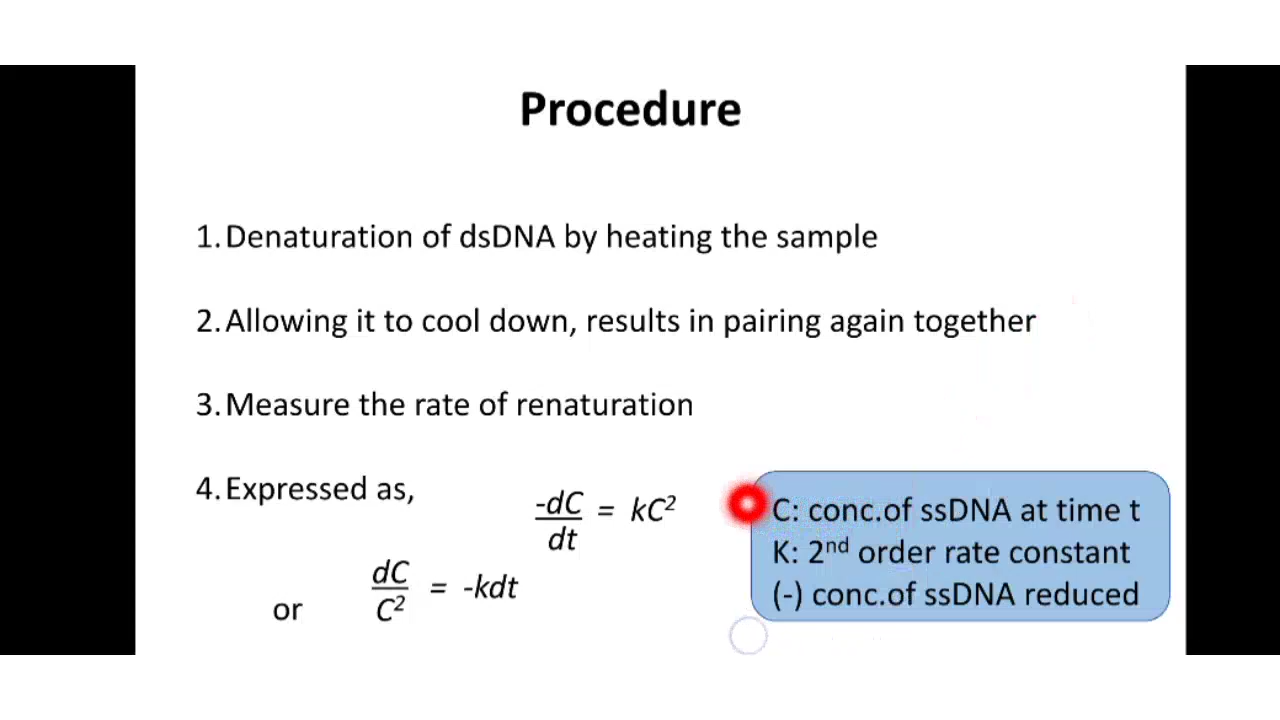 Procedure
1. Denaturation of dsDNA by heating the sample
2. Allowing it to cool down, results in pairing again together
3. Measure the rate of renaturation
4. Expressed as,
-dC/dt = kC²
or dC/C² = -kdt
C: conc.of ssDNA at time t
K: 2nd order rate constant
(-) conc.of ssDNA reduced